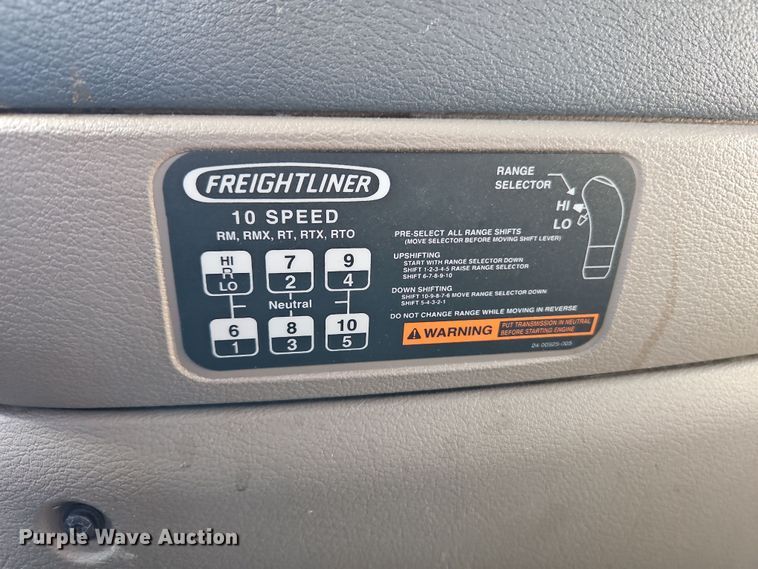 FREIGHTLINER
10 SPEED
RM, RMX, RT, RTX, RTO
HI R LO
7 2
9 4
Neutral
6 1
8 3
10 5
RANGE
SELECTOR
HI
LO
PRE-SELECT ALL RANGE SHIFTS
(MOVE SELECTOR BEFORE MOVING SHIFT LEVER)
UPSHIFTING
START WITH RANGE SELECTOR DOWN
SHIFT 1-2-3-4-5 RAISE RANGE SELECTOR
SHIFT 6-7-8-9-10
DOWN SHIFTING
SHIFT 10-9-8-7-6 MOVE RANGE SELECTOR DOWN
SHIFT 5-4-3-2-1
DO NOT CHANGE RANGE WHILE MOVING IN REVERSE
WARNING
PUT TRANSMISSION IN NEUTRAL
BEFORE STARTING ENGINE
24-00929-005
Purple Wave Auction